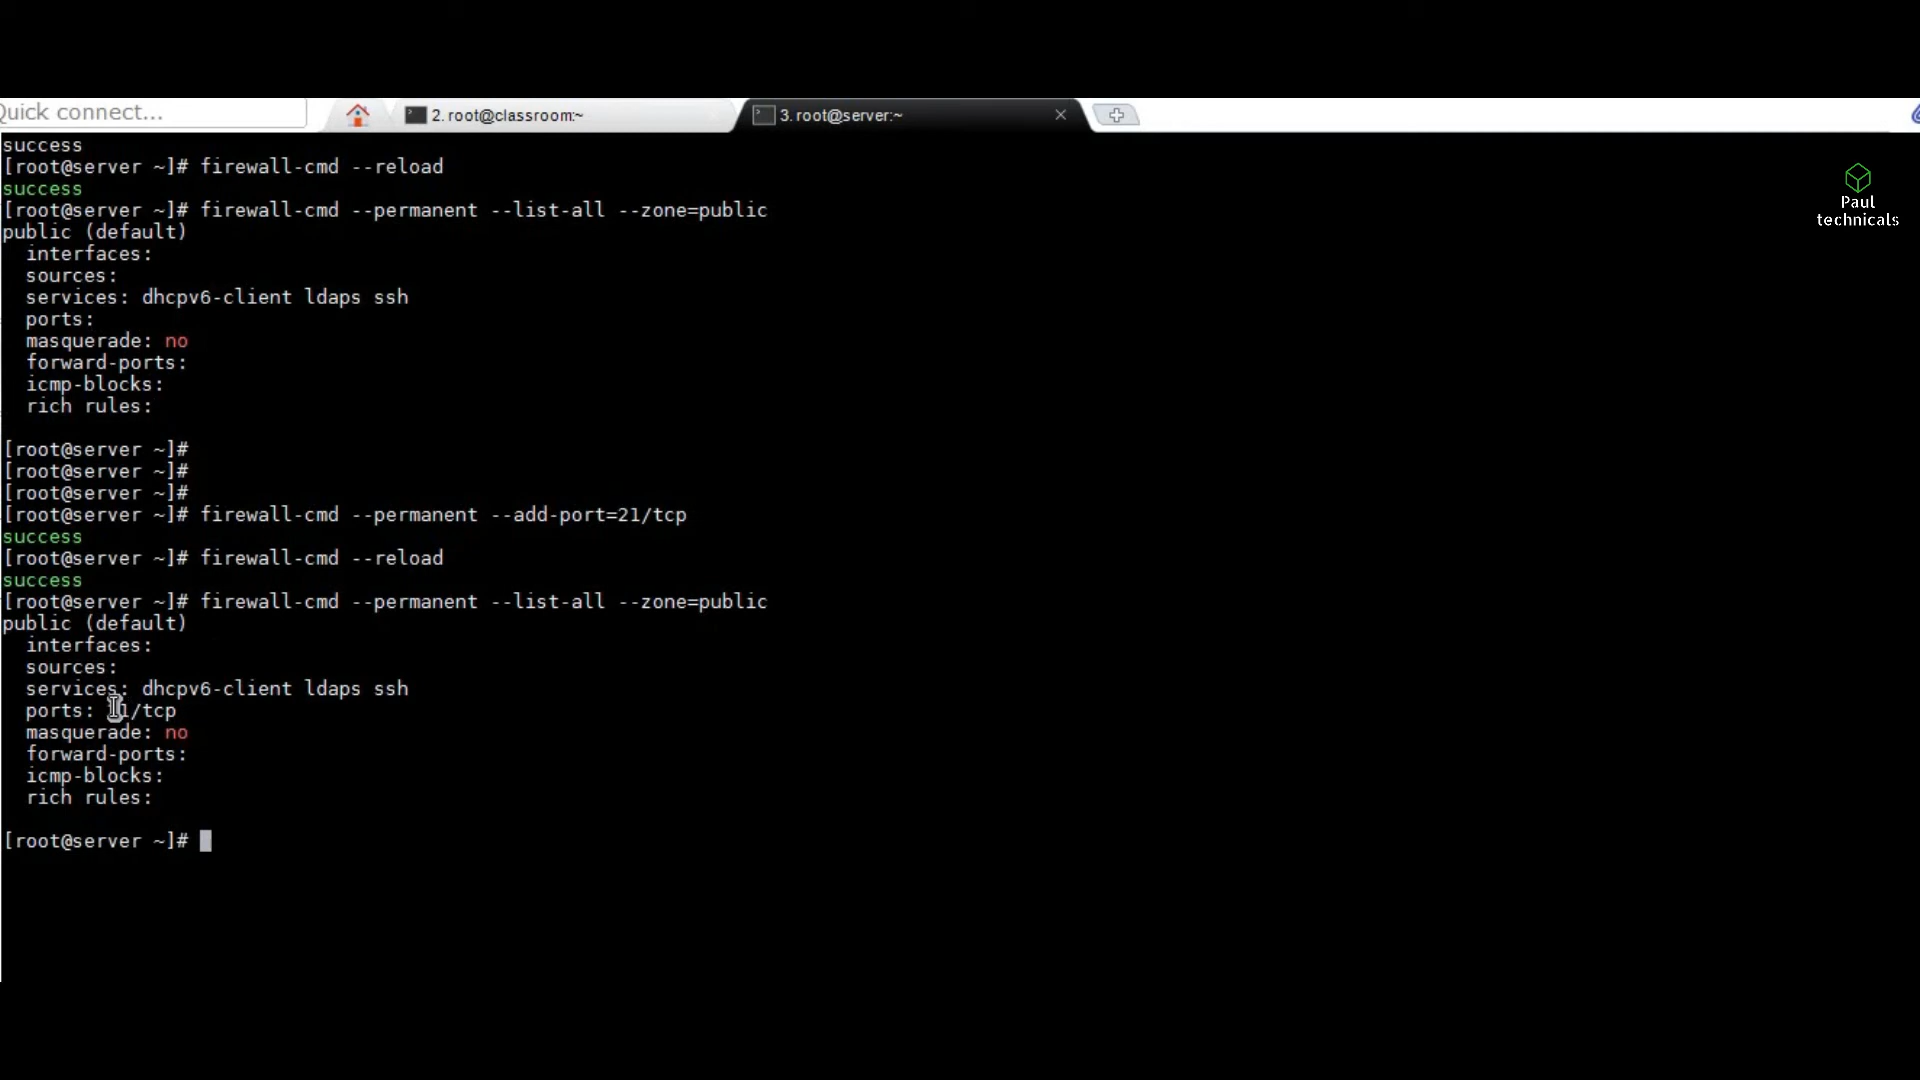 Quick connect...
2. root@classroom:~
3. root@server:~
success
[root@server ~]# firewall-cmd --reload
success
[root@server ~]# firewall-cmd --permanent --list-all --zone=public
public (default)
interfaces:
sources:
services: dhcpv6-client ldaps ssh
ports:
masquerade: no
forward-ports:
icmp-blocks:
rich rules:
[root@server ~]#
[root@server ~]#
[root@server ~]#
[root@server ~]# firewall-cmd --permanent --add-port=21/tcp
success
[root@server ~]# firewall-cmd --reload
success
[root@server ~]# firewall-cmd --permanent --list-all --zone=public
public (default)
interfaces:
sources:
services: dhcpv6-client ldaps ssh
ports: 21/tcp
masquerade: no
forward-ports:
icmp-blocks:
rich rules:
[root@server ~]#
Paul
technicals